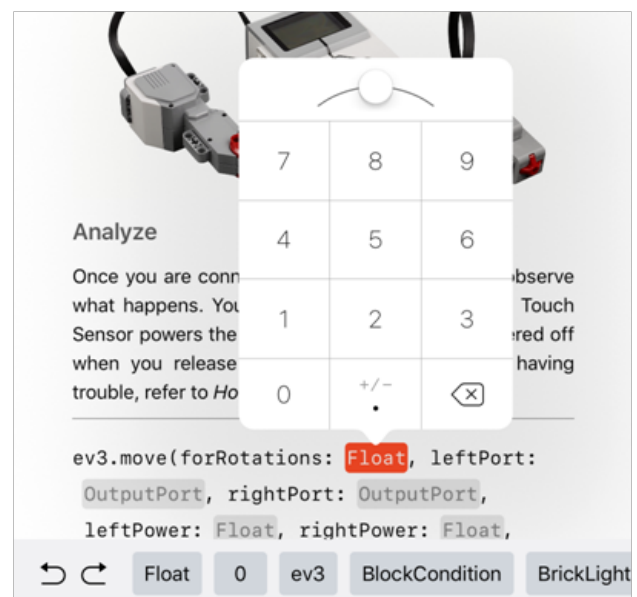 7 8 9
Analyze
4 5 6
Once you are conn observe
what happens. You Touch
1 2 3
Sensor powers the ered off
when you release having
0 +/- .
trouble, refer to Ho
ev3.move(forRotations: Float, leftPort:
OutputPort, rightPort: OutputPort,
leftPower: Float, rightPower: Float,
Float 0 ev3 BlockCondition BrickLight